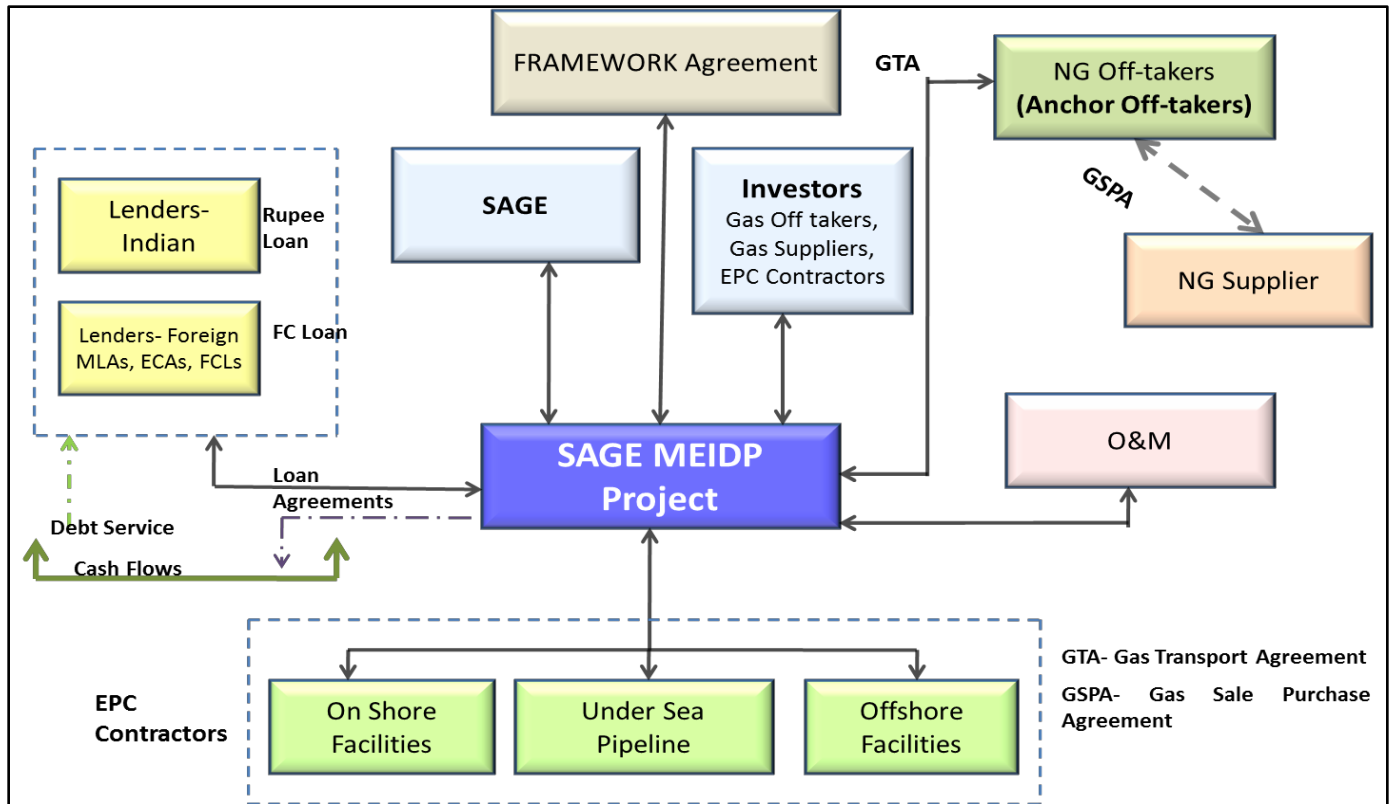 FRAMEWORK Agreement
GTA
NG Off-takers
(Anchor Off-takers)
GSPA
NG Supplier
Lenders-
Indian
Rupee
Loan
Lenders- Foreign
MLAs, ECAs, FCLs
FC Loan
SAGE
Investors
Gas Off takers,
Gas Suppliers,
EPC Contractors
SAGE MEIDP
Project
O&M
Loan
Agreements
Debt Service
Cash Flows
EPC
Contractors
On Shore
Facilities
Under Sea
Pipeline
Offshore
Facilities
GTA- Gas Transport Agreement
GSPA- Gas Sale Purchase
Agreement